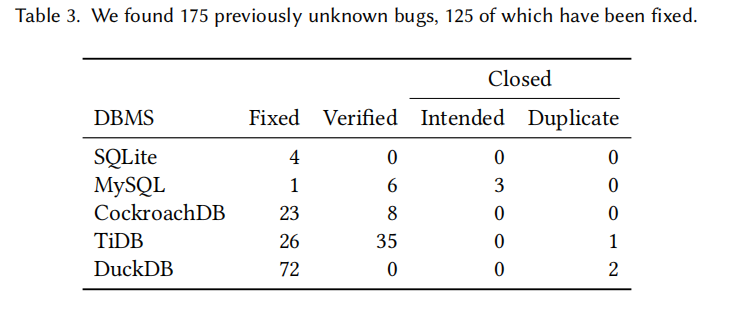 Table 3. We found 175 previously unknown bugs, 125 of which have been fixed.
Closed
DBMS Fixed Verified Intended Duplicate
SQLite 4 0 0 0
MySQL 1 6 3 0
CockroachDB 23 8 0 0
TiDB 26 35 0 1
DuckDB 72 0 0 2